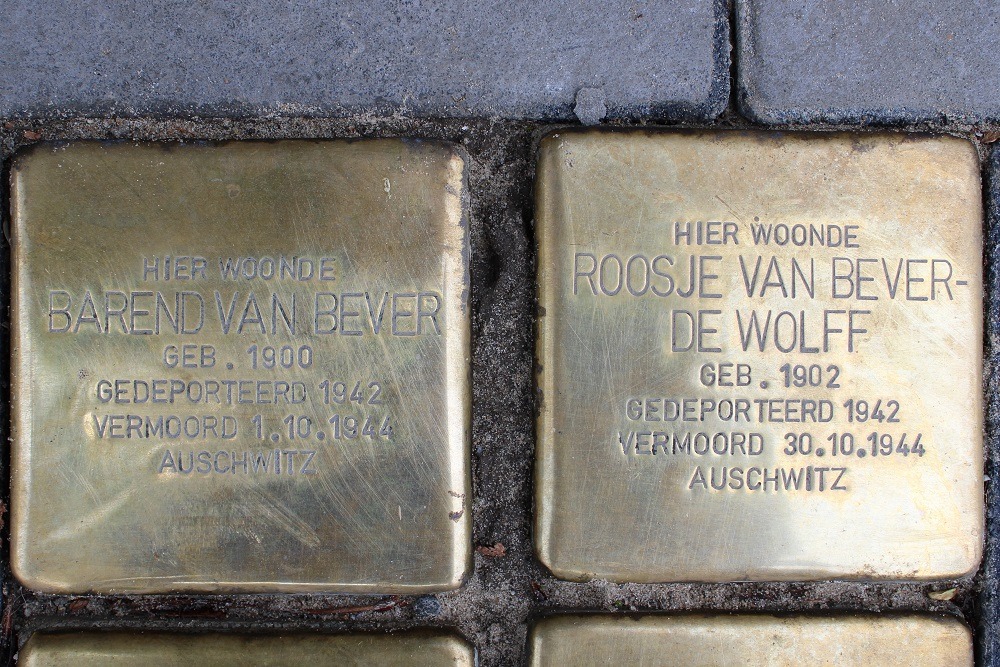 HIER WOONDE
BAREND VAN BEVER
GEB. 1900
GEDEPORTEERD 1942
VERMOORD 1.10.1944
AUSCHWITZ
HIER WOONDE
ROOSJE VAN BEVER-
DE WOLFF
GEB. 1902
GEDEPORTEERD 1942
VERMOORD 30.10.1944
AUSCHWITZ